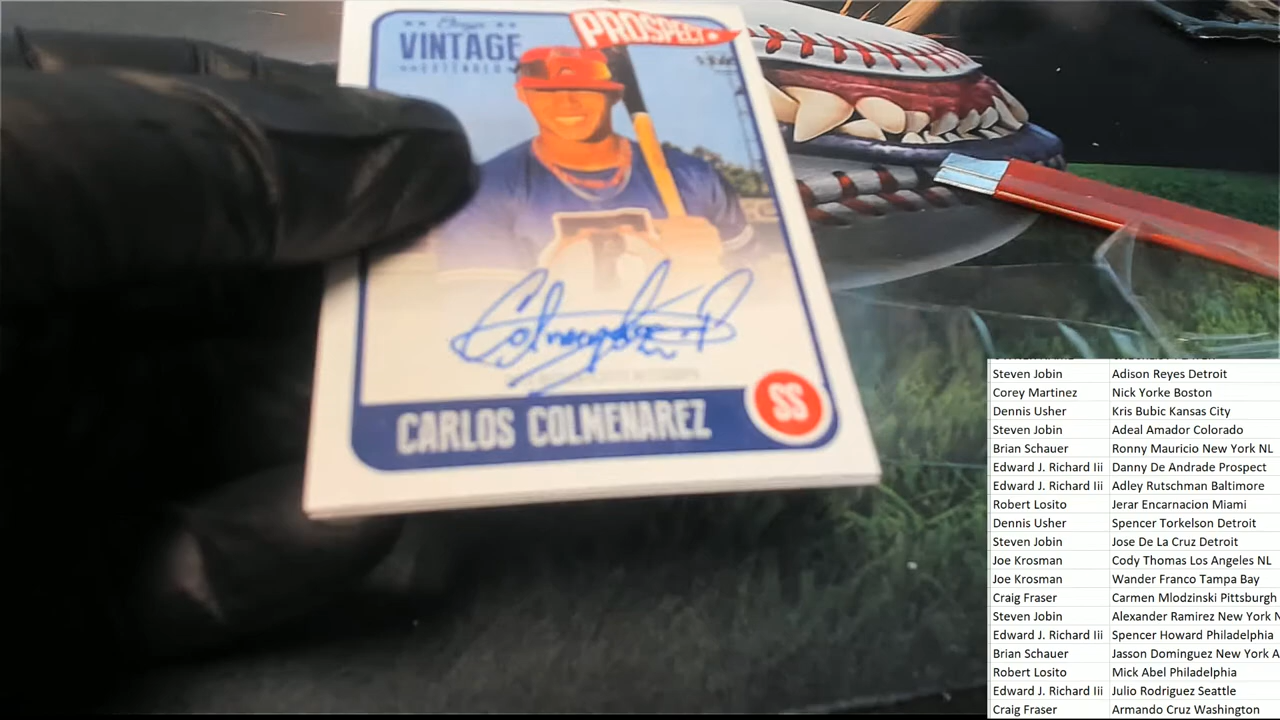 Onyx
VINTAGE
EXTENDED
PROSPECT
CARLOS COLMENAREZ
SS
Steven Jobin Adison Reyes Detroit
Corey Martinez Nick Yorke Boston
Dennis Usher Kris Bubic Kansas City
Steven Jobin Adeal Amador Colorado
Brian Schauer Ronny Mauricio New York NL
Edward J. Richard Iii Danny De Andrade Prospect
Edward J. Richard Iii Adley Rutschman Baltimore
Robert Losito Jerar Encarnacion Miami
Dennis Usher Spencer Torkelson Detroit
Steven Jobin Jose De La Cruz Detroit
Joe Krosman Cody Thomas Los Angeles NL
Joe Krosman Wander Franco Tampa Bay
Craig Fraser Carmen Mlodzinski Pittsburgh
Steven Jobin Alexander Ramirez New York N
Edward J. Richard Iii Spencer Howard Philadelphia
Brian Schauer Jasson Dominguez New York A
Robert Losito Mick Abel Philadelphia
Edward J. Richard Iii Julio Rodriguez Seattle
Craig Fraser Armando Cruz Washington